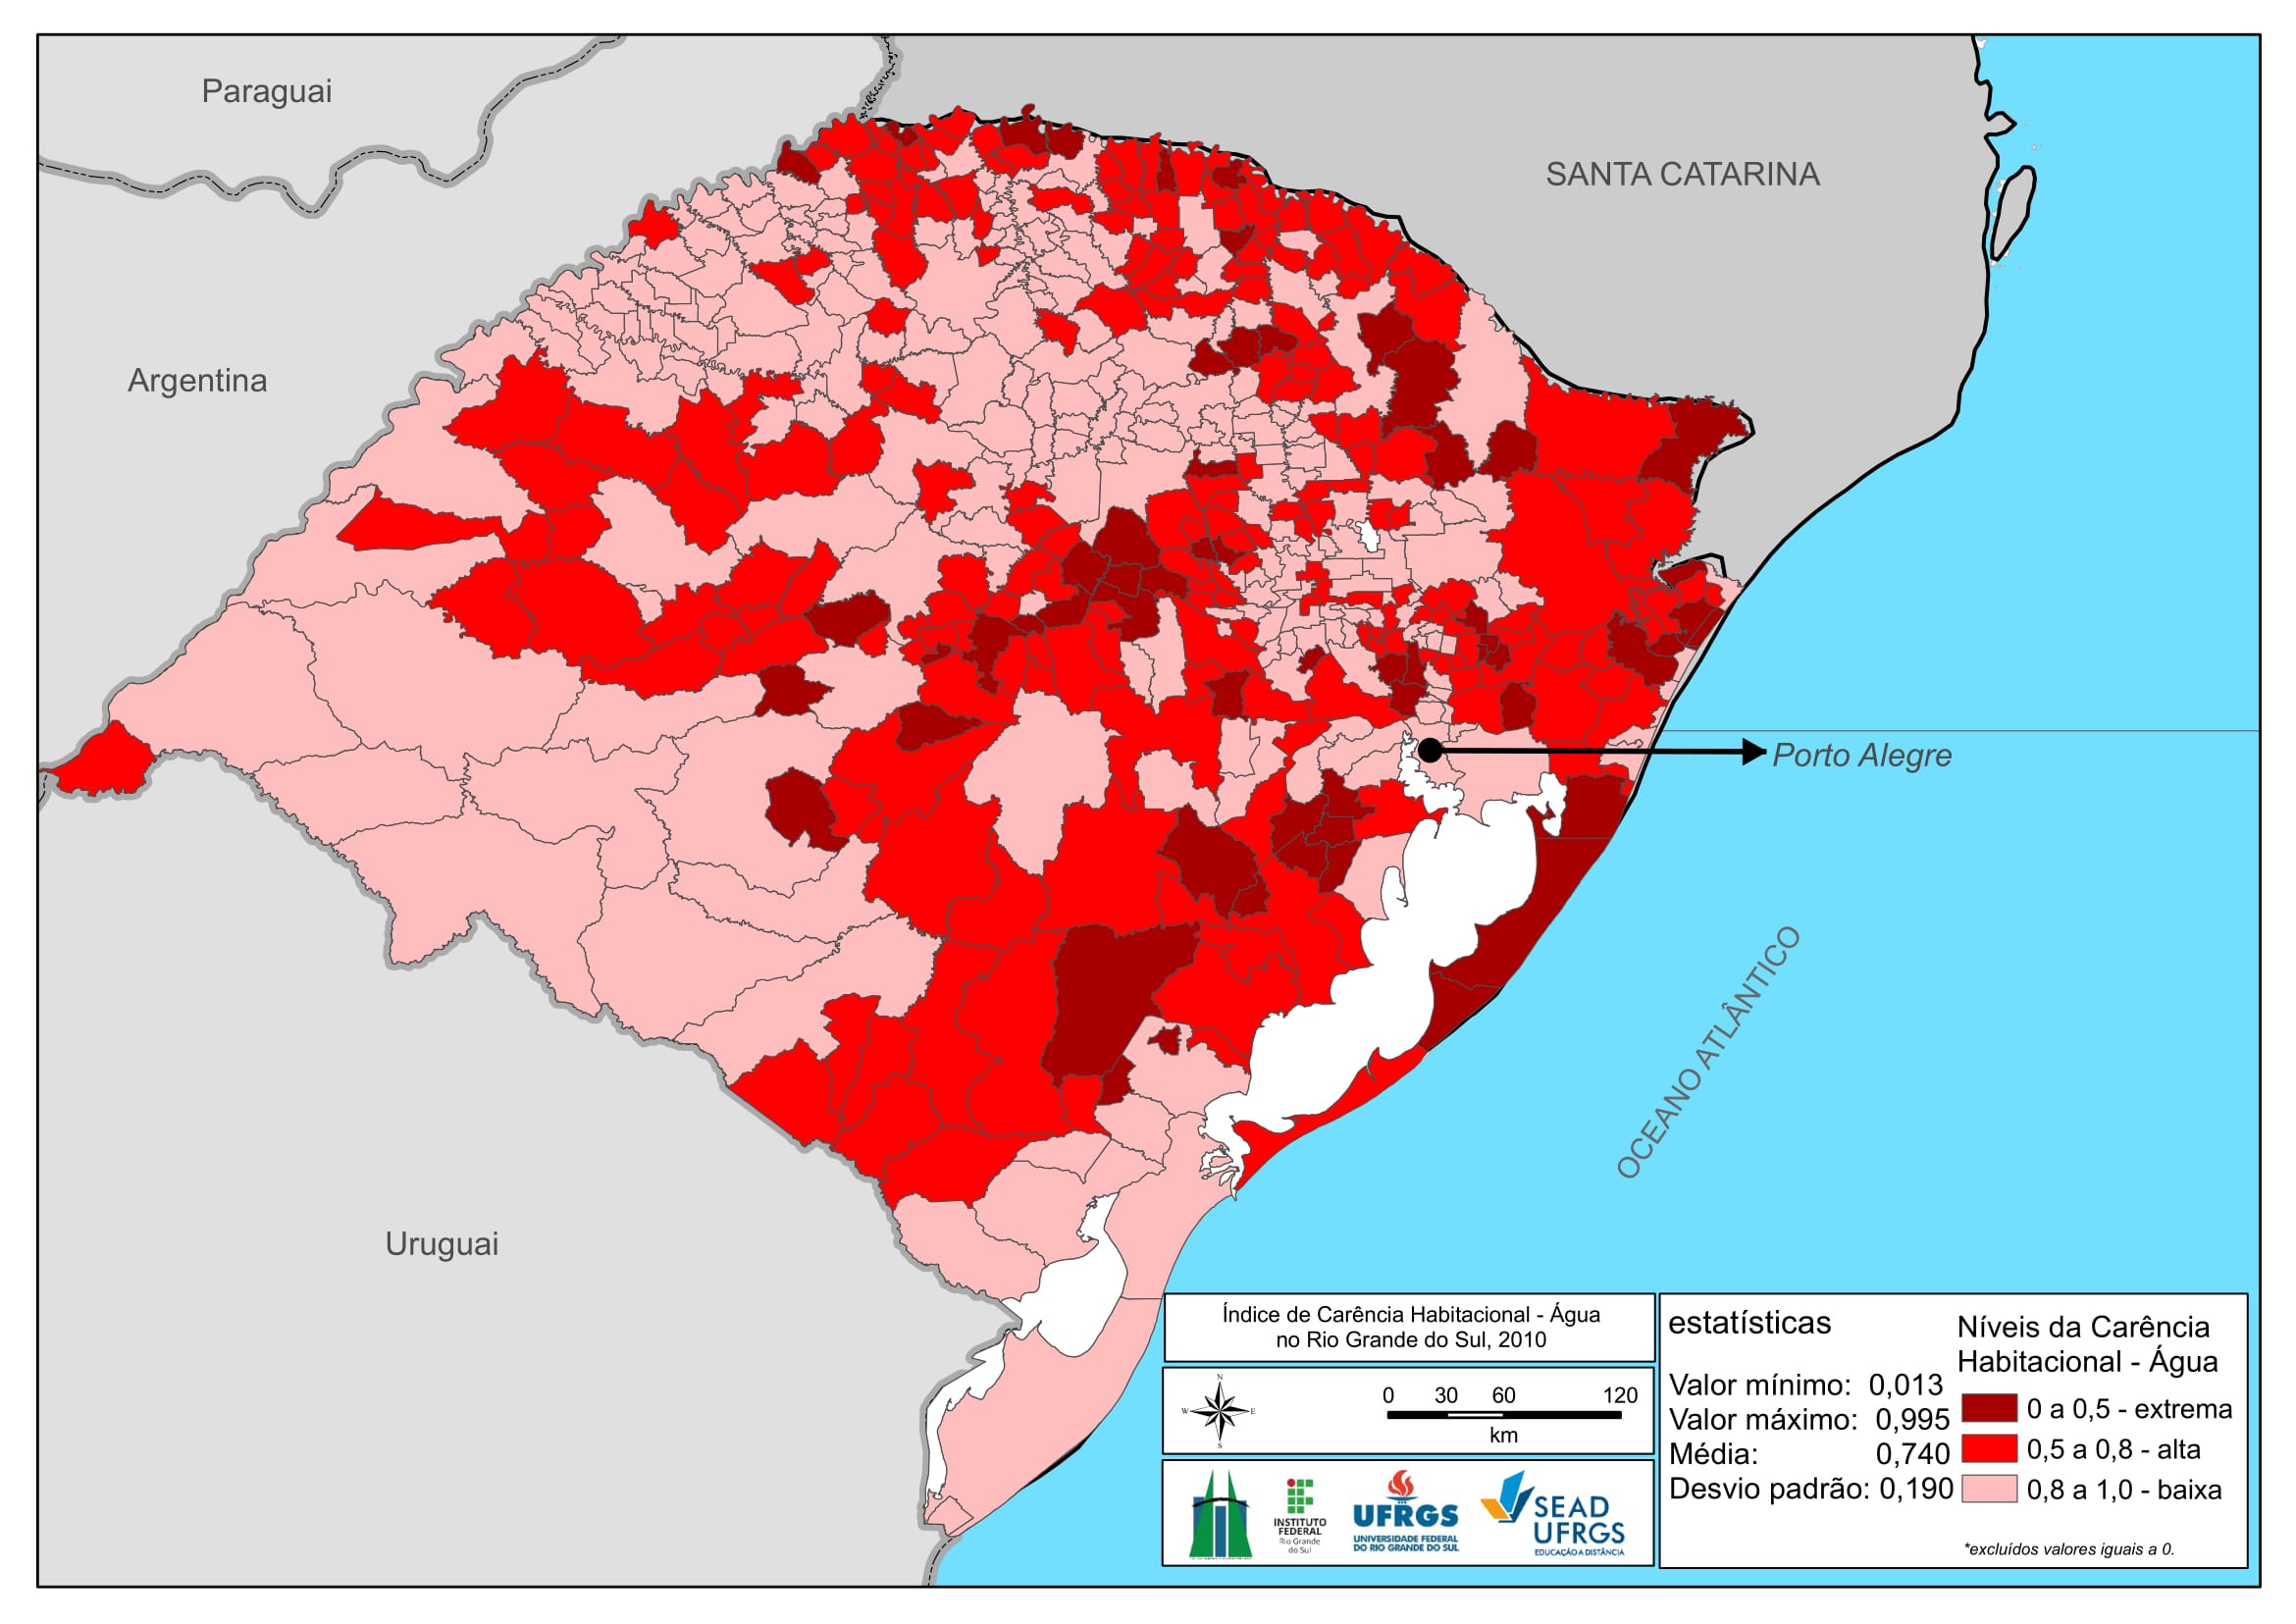 Paraguai
SANTA CATARINA
Argentina
Porto Alegre
OCEANO ATLÂNTICO
Uruguai
Índice de Carência Habitacional - Água
no Rio Grande do Sul, 2010
N
W
E
S
0 30 60 120
km
INSTITUTO
FEDERAL
Rio Grande
do Sul
UFRGS
UNIVERSIDADE FEDERAL
DO RIO GRANDE DO SUL
SEAD
UFRGS
EDUCAÇÃO A DISTÂNCIA
estatísticas
Valor mínimo: 0,013
Valor máximo: 0,995
Média: 0,740
Desvio padrão: 0,190
Níveis da Carência
Habitacional - Água
0 a 0,5 - extrema
0,5 a 0,8 - alta
0,8 a 1,0 - baixa
*excluídos valores iguais a 0.